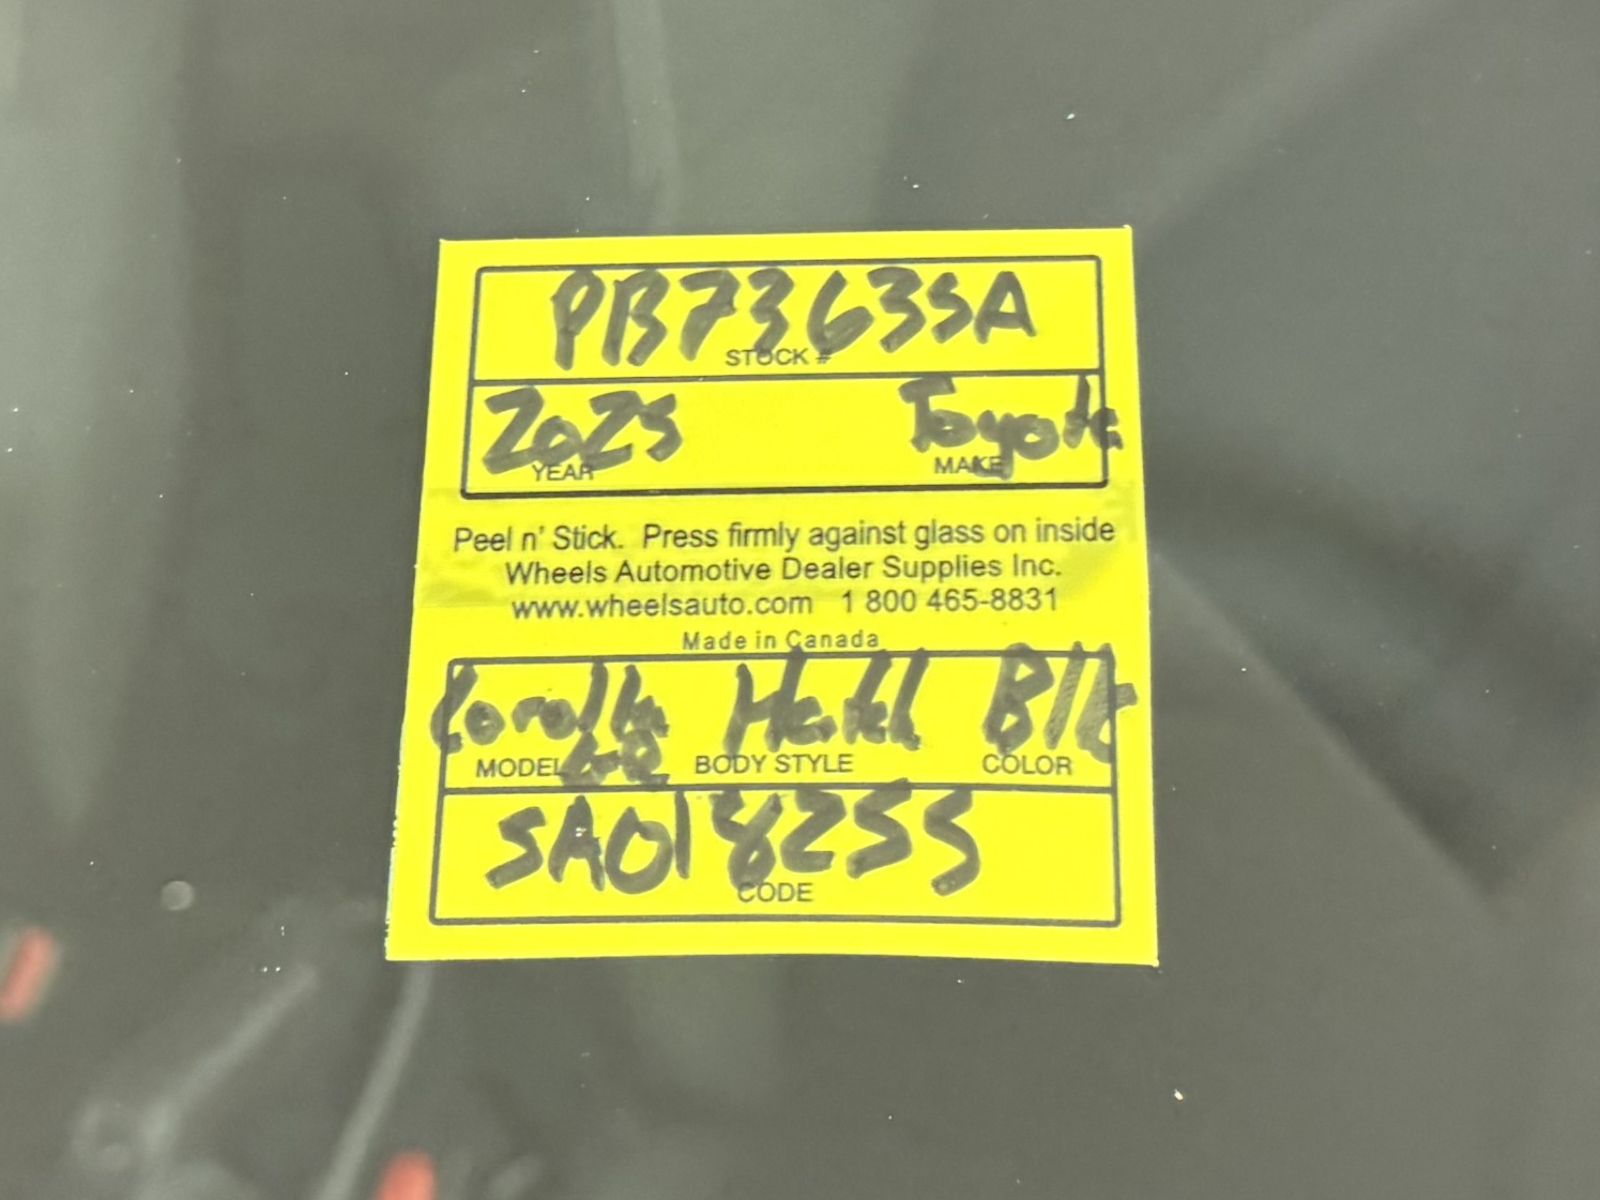 PB73635A
STOCK #
2025 Toyota
YEAR MAKE
Peel n' Stick. Press firmly against glass on inside
Wheels Automotive Dealer Supplies Inc.
www.wheelsauto.com 1 800 465-8831
Made in Canada
Corolla Hatch Blk
MODEL BODY STYLE COLOR
SA018255
CODE